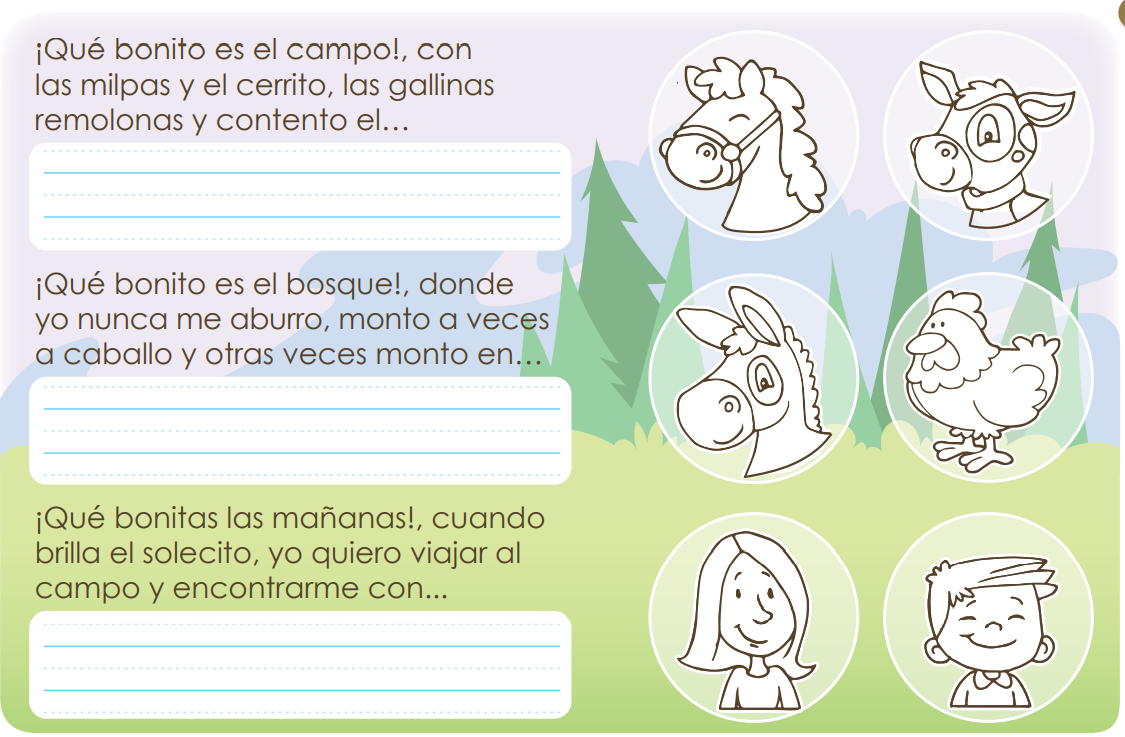 ¡Qué bonito es el campo!, con
las milpas y el cerrito, las gallinas
remolonas y contento el...
¡Qué bonito es el bosque!, donde
yo nunca me aburro, monto a veces
a caballo y otras veces monto en...
¡Qué bonitas las mañanas!, cuando
brilla el solecito, yo quiero viajar al
campo y encontrarme con...